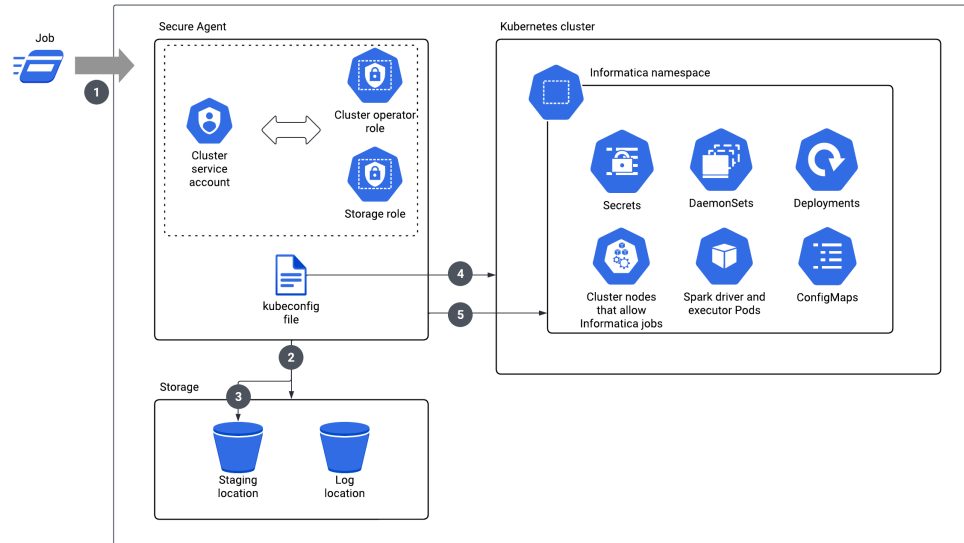 Job
1
Secure Agent
Cluster
service
account
Cluster operator
role
Storage role
kubeconfig
file
4
5
2
Storage
3
Staging
location
Log
location
Kubernetes cluster
Informatica namespace
Secrets
DaemonSets
Deployments
Cluster nodes
that allow
Informatica jobs
Spark driver and
executor Pods
ConfigMaps